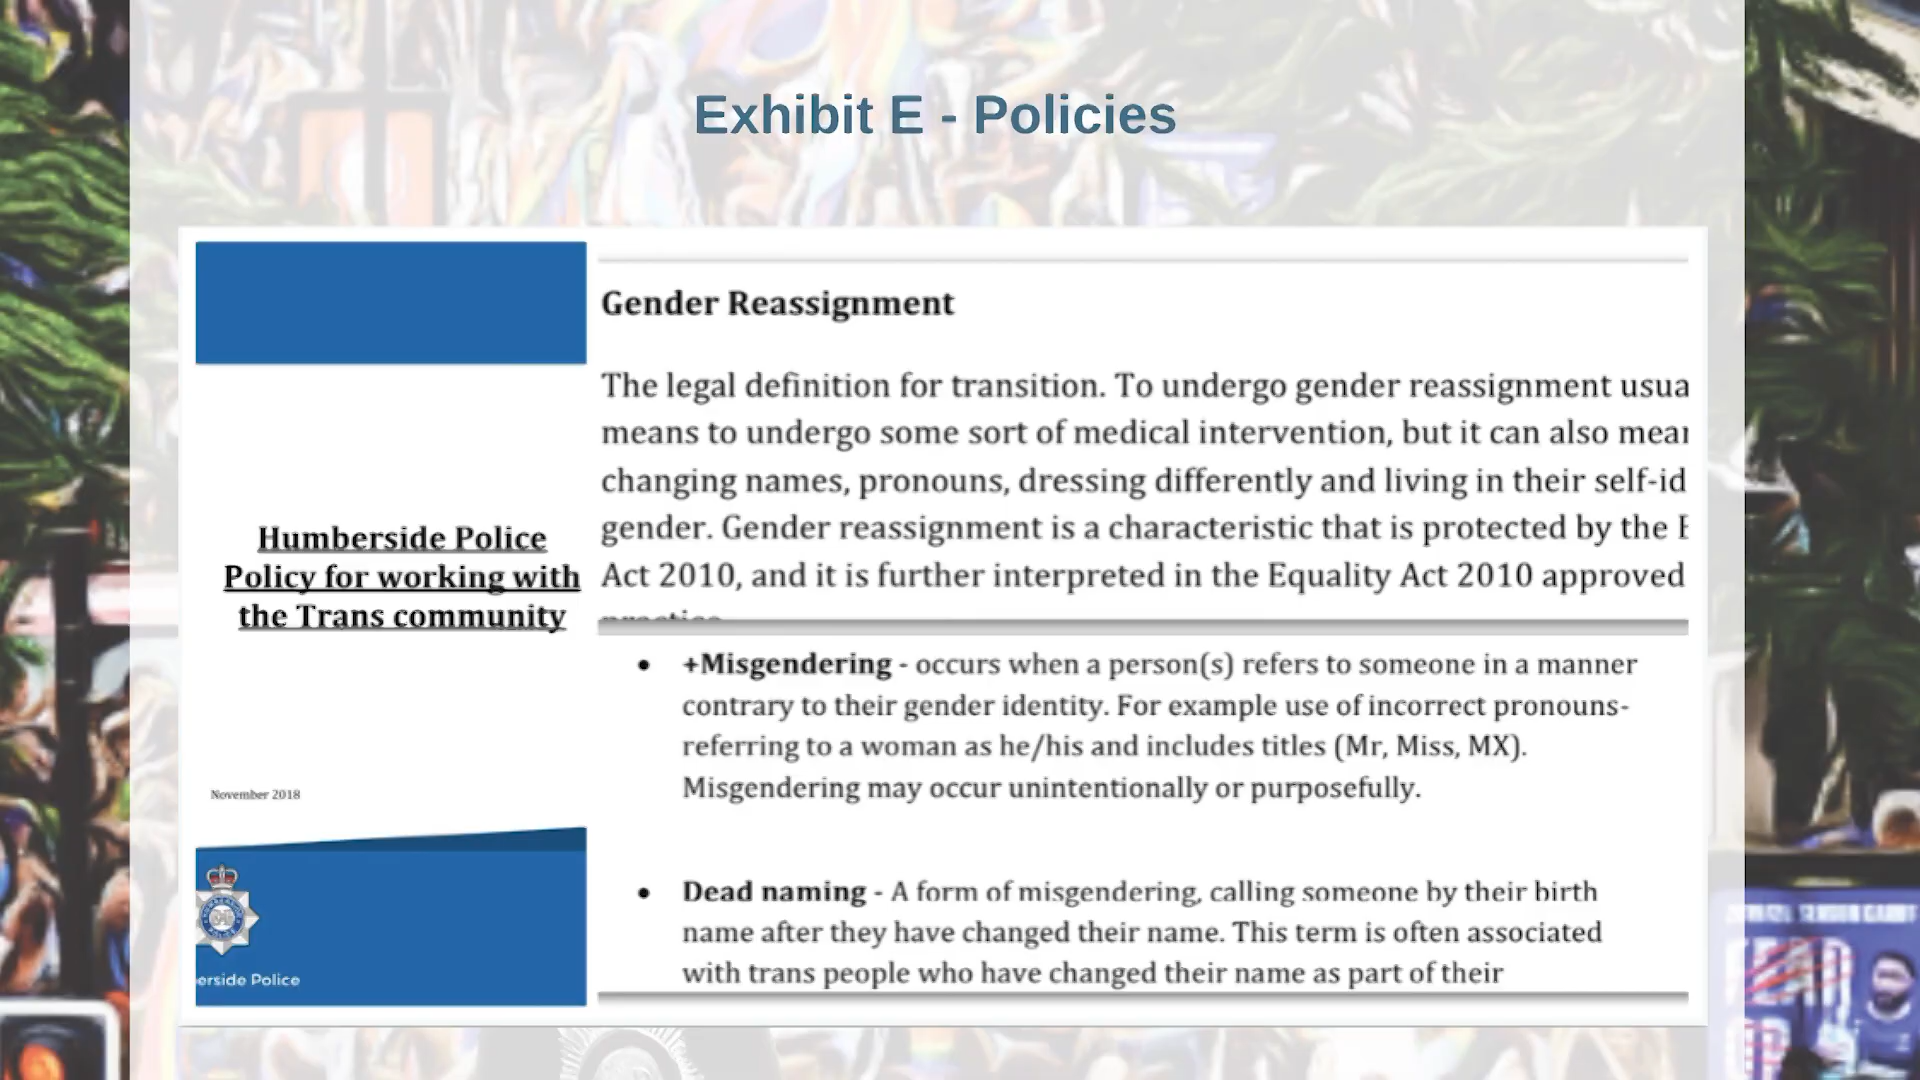 Exhibit E - Policies
Humberside Police
Policy for working with
the Trans community
November 2018
erside Police
Gender Reassignment
The legal definition for transition. To undergo gender reassignment usua
means to undergo some sort of medical intervention, but it can also mean
changing names, pronouns, dressing differently and living in their self-id
gender. Gender reassignment is a characteristic that is protected by the E
Act 2010, and it is further interpreted in the Equality Act 2010 approved
practice.
+Misgendering - occurs when a person(s) refers to someone in a manner
contrary to their gender identity. For example use of incorrect pronouns-
referring to a woman as he/his and includes titles (Mr, Miss, MX).
Misgendering may occur unintentionally or purposefully.
Dead naming - A form of misgendering, calling someone by their birth
name after they have changed their name. This term is often associated
with trans people who have changed their name as part of their